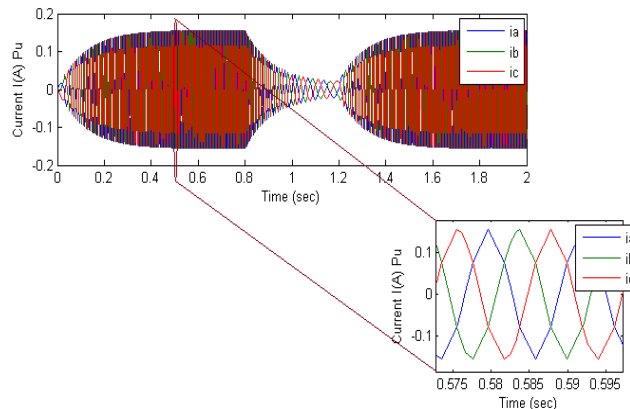 Current I(A) Pu
0.2
0.1
0
-0.1
-0.2
ia
ib
ic
0 0.2 0.4 0.6 0.8 1 1.2 1.4 1.6 1.8 2
Time (sec)
Current I(A) Pu
0.1
0
-0.1
0.575 0.58 0.585 0.59 0.595
Time (sec)